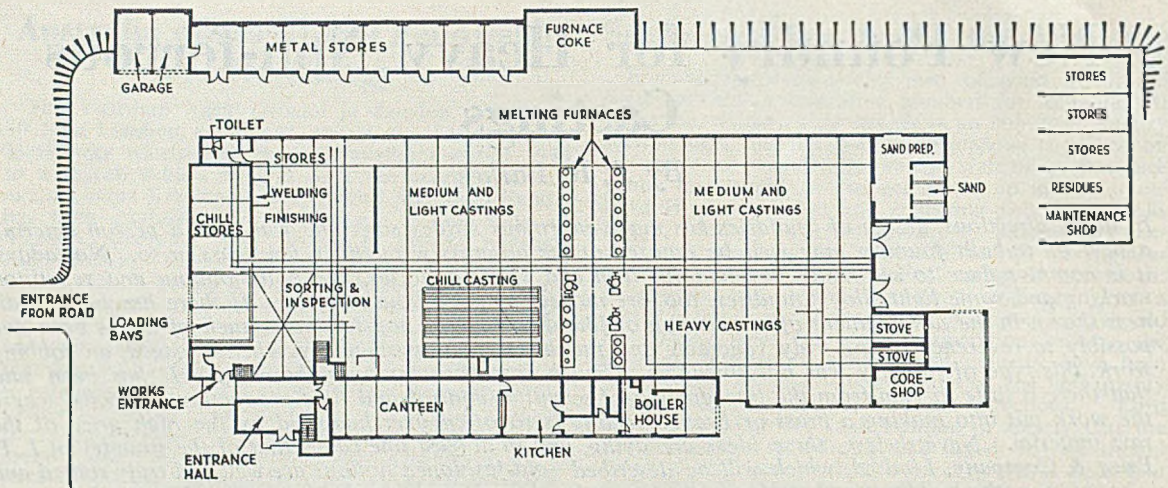 METAL STORES
FURNACE
COKE
GARAGE
STORES
STORES
STORES
RESIDUES
MAINTENANCE
SHOP
TOILET
STORES
WELDING
FINISHING
CHILL
STORES
MELTING FURNACES
MEDIUM AND
LIGHT CASTINGS
MEDIUM AND
LIGHT CASTINGS
SAND PREP.
SAND
ENTRANCE
FROM ROAD
LOADING
BAYS
SORTING &
INSPECTION
CHILL CASTING
HEAVY CASTINGS
STOVE
STOVE
CORE-
SHOP
WORKS
ENTRANCE
ENTRANCE
HALL
CANTEEN
KITCHEN
BOILER
HOUSE